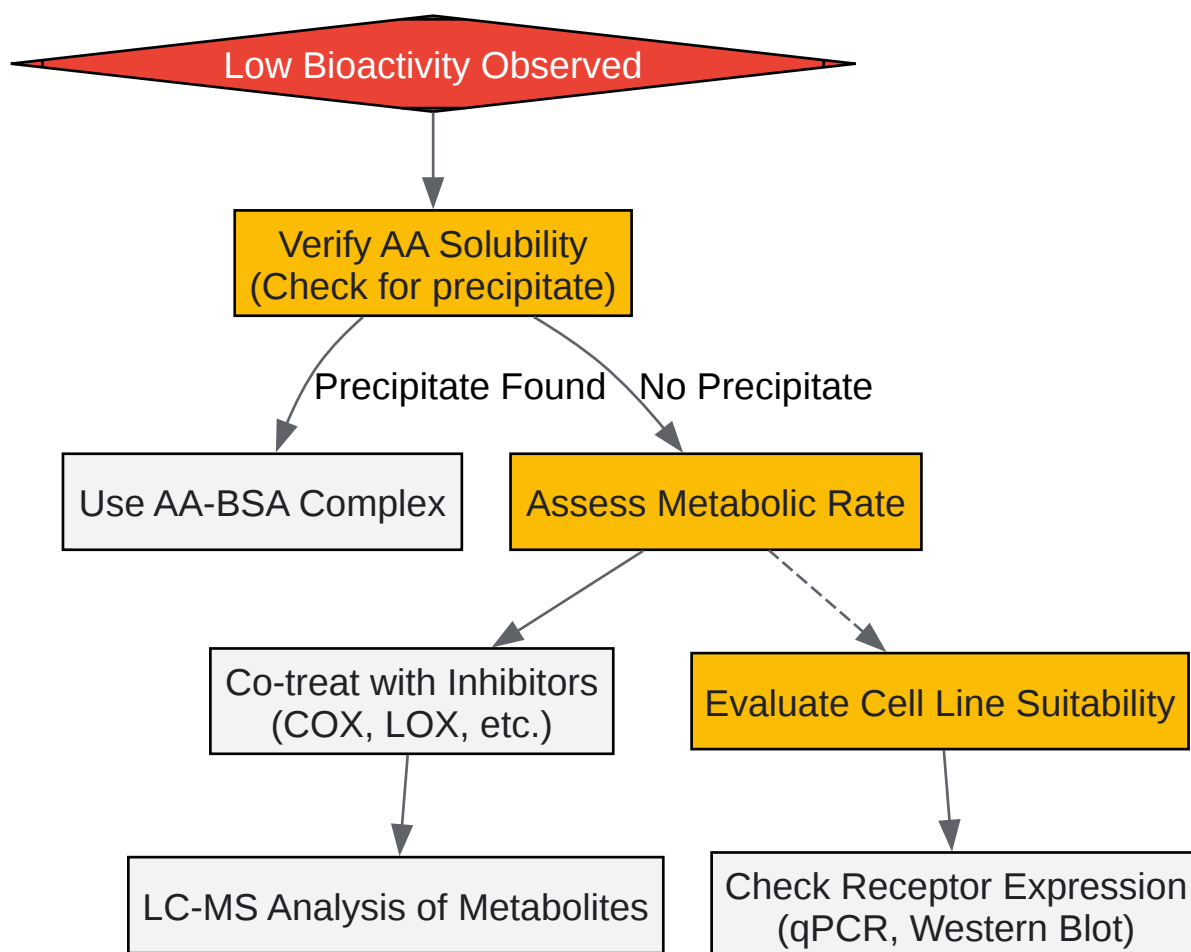 Low Bioactivity Observed
Verify AA Solubility
(Check for precipitate)
Precipitate Found
No Precipitate
Use AA-BSA Complex
Assess Metabolic Rate
Co-treat with Inhibitors
(COX, LOX, etc.)
Evaluate Cell Line Suitability
LC-MS Analysis of Metabolites
Check Receptor Expression
(qPCR, Western Blot)